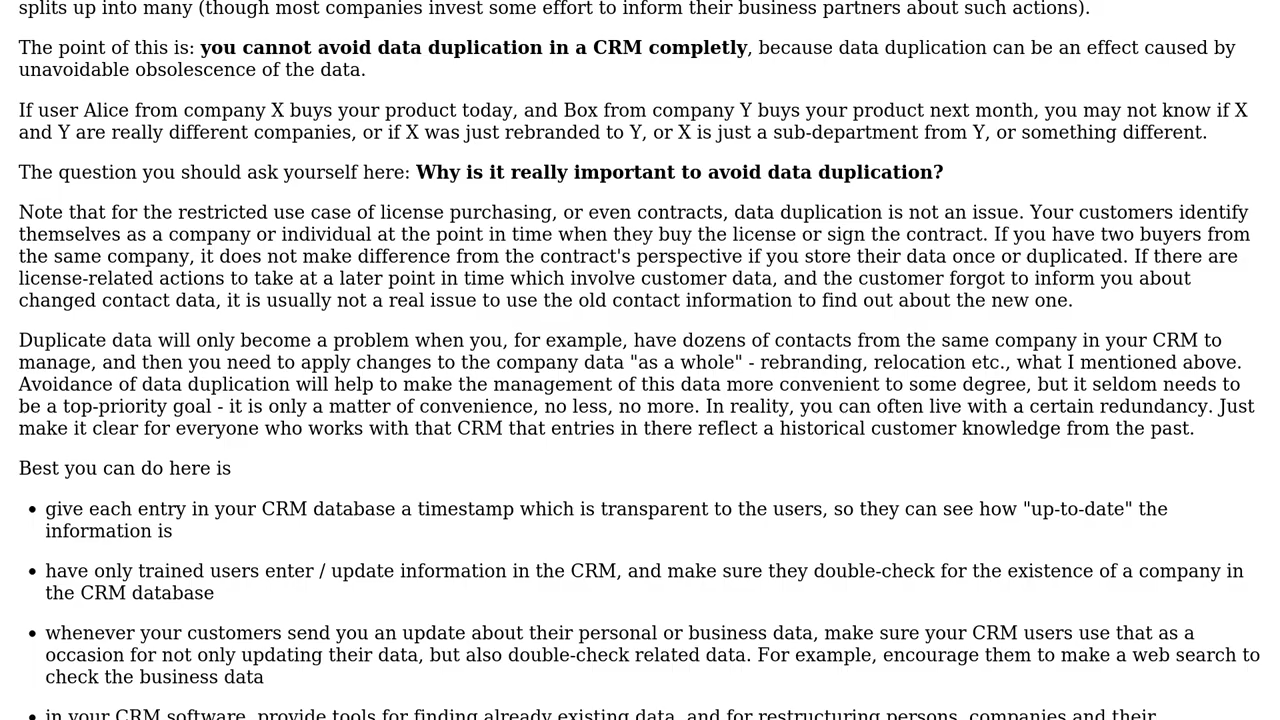 splits up into many (though most companies invest some effort to inform their business partners about such actions).
The point of this is: you cannot avoid data duplication in a CRM completly, because data duplication can be an effect caused by
unavoidable obsolescence of the data.
If user Alice from company X buys your product today, and Box from company Y buys your product next month, you may not know if X
and Y are really different companies, or if X was just rebranded to Y, or X is just a sub-department from Y, or something different.
The question you should ask yourself here: Why is it really important to avoid data duplication?
Note that for the restricted use case of license purchasing, or even contracts, data duplication is not an issue. Your customers identify
themselves as a company or individual at the point in time when they buy the license or sign the contract. If you have two buyers from
the same company, it does not make difference from the contract's perspective if you store their data once or duplicated. If there are
license-related actions to take at a later point in time which involve customer data, and the customer forgot to inform you about
changed contact data, it is usually not a real issue to use the old contact information to find out about the new one.
Duplicate data will only become a problem when you, for example, have dozens of contacts from the same company in your CRM to
manage, and then you need to apply changes to the company data "as a whole" - rebranding, relocation etc., what I mentioned above.
Avoidance of data duplication will help to make the management of this data more convenient to some degree, but it seldom needs to
be a top-priority goal - it is only a matter of convenience, no less, no more. In reality, you can often live with a certain redundancy. Just
make it clear for everyone who works with that CRM that entries in there reflect a historical customer knowledge from the past.
Best you can do here is
• give each entry in your CRM database a timestamp which is transparent to the users, so they can see how "up-to-date" the
information is
• have only trained users enter / update information in the CRM, and make sure they double-check for the existence of a company in
the CRM database
• whenever your customers send you an update about their personal or business data, make sure your CRM users use that as a
occasion for not only updating their data, but also double-check related data. For example, encourage them to make a web search to
check the business data
• in your CRM software, provide tools for finding already existing data, and for restructuring persons, companies and their